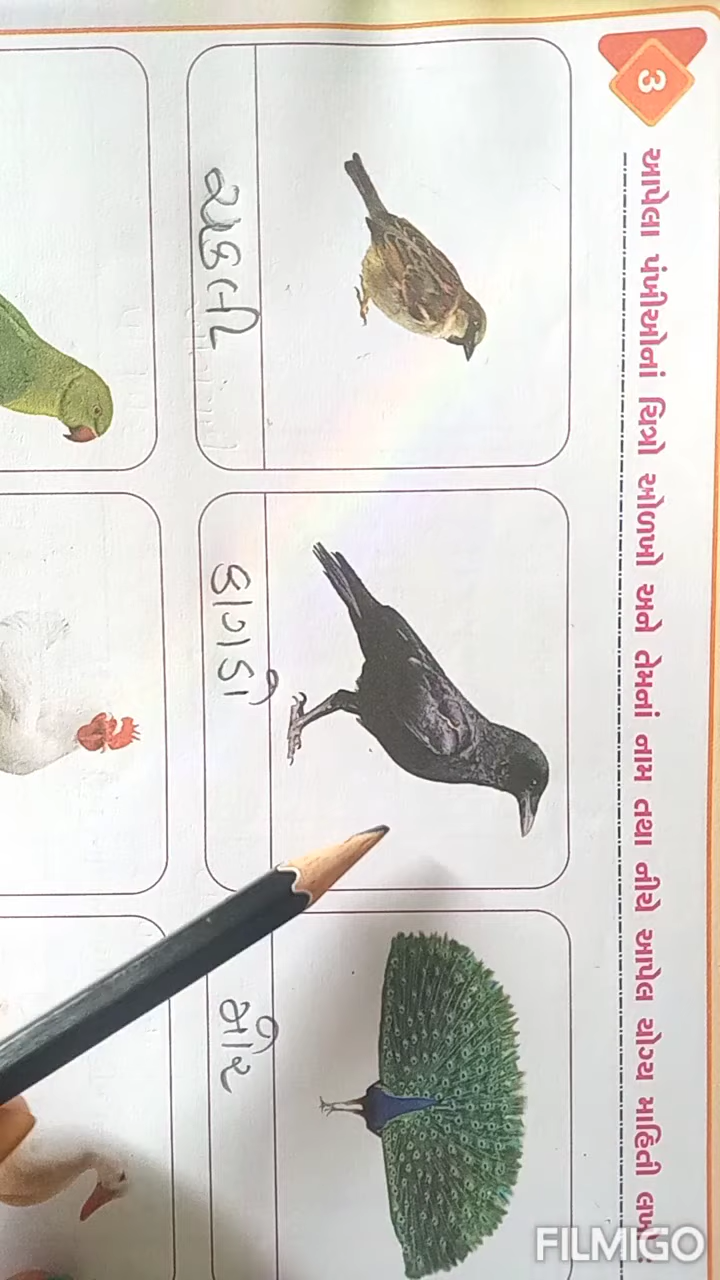 3
આપેલા પંખીઓનાં ચિત્રો ઓળખો અને તેમનાં નામ તથા નીચે આપેલ યોગ્ય માહિતી લખો :
ચકલી
કાગડો
મોર
FILMIGO